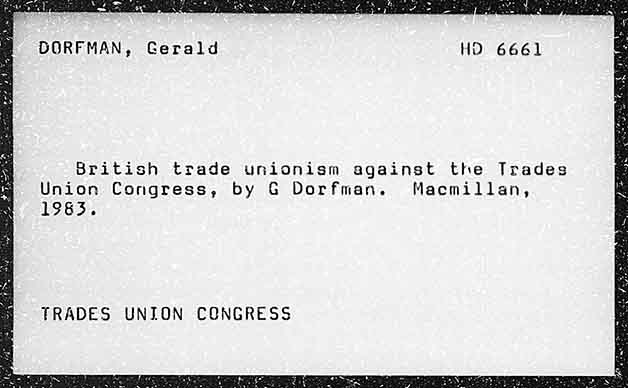 DORFMAN, Gerald HD 6661
British trade unionism against the Trades
Union Congress, by G Dorfman. Macmillan,
1983.
TRADES UNION CONGRESS